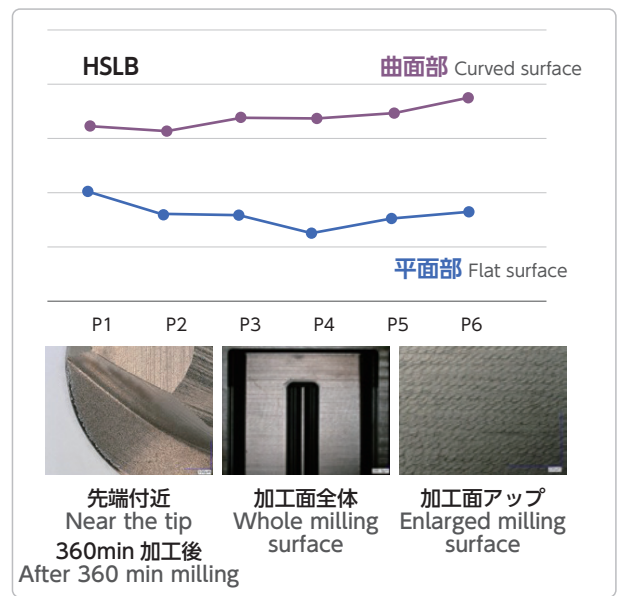 HSLB
曲面部 Curved surface
平面部 Flat surface
P1 P2 P3 P4 P5 P6
先端付近
Near the tip
360min 加工後
After 360 min milling
加工面全体
Whole milling
surface
加工面アップ
Enlarged milling
surface